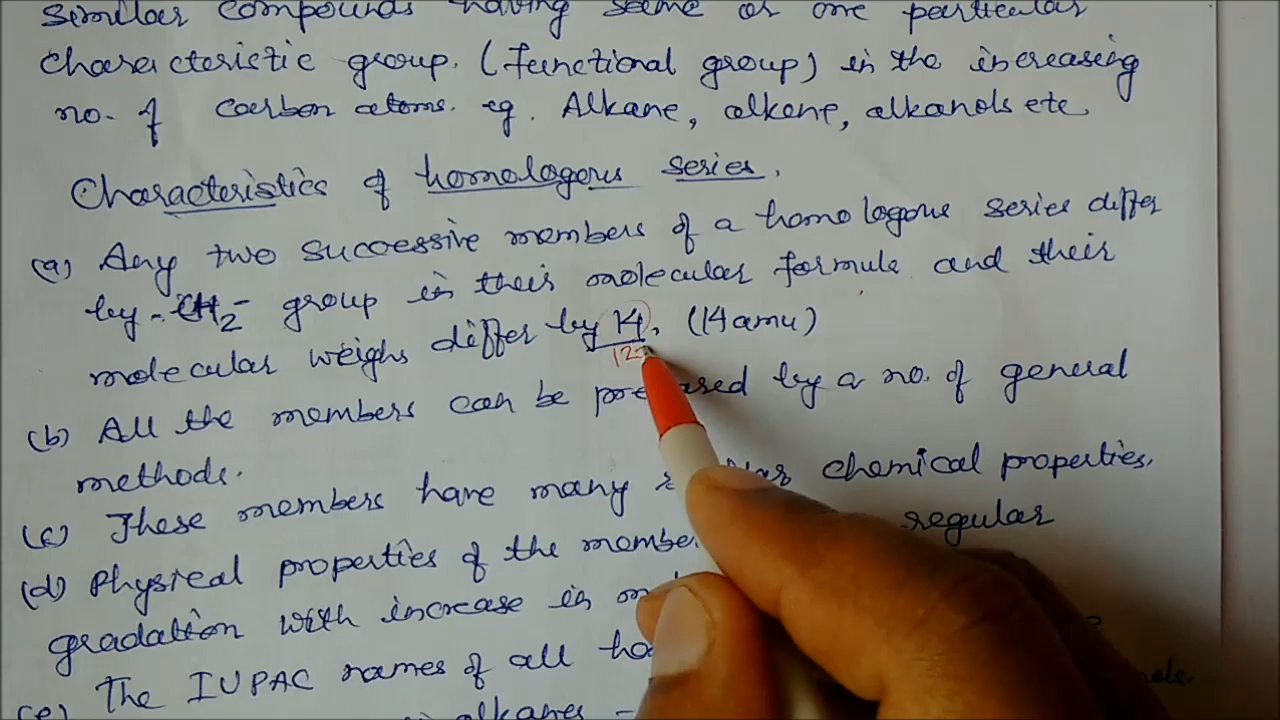 similar compounds having same or one particular
characteristic group. (functional group) in the increasing
no. of carbon atoms. eg. Alkane, alkene, alkanols etc
Characteristics of homologous series.
(a) Any two successive members of a homologous series differ
by -CH2- group in their molecular formula and their
molecular weighs differ by 14. (14 amu)
12
(b) All the members can be by a no. of general
methods.
(c) These members have many chemical properties.
(d) Physical properties of the regular
gradation with increase in
(e) The IUPAC names of all
alkanes -